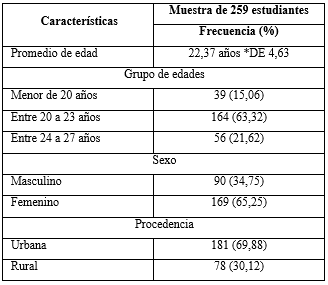 Características
Muestra de 259 estudiantes
Frecuencia (%)
Promedio de edad 22,37 años *DE 4,63
Grupo de edades
Menor de 20 años 39 (15,06)
Entre 20 a 23 años 164 (63,32)
Entre 24 a 27 años 56 (21,62)
Sexo
Masculino 90 (34,75)
Femenino 169 (65,25)
Procedencia
Urbana 181 (69,88)
Rural 78 (30,12)